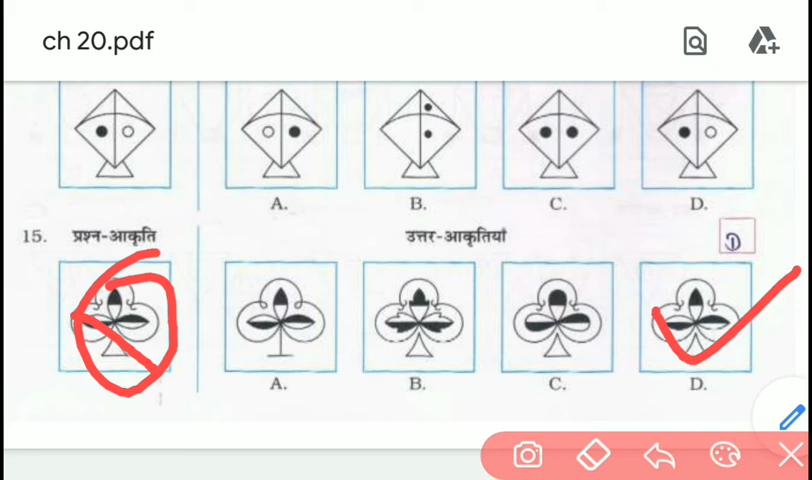 ch 20.pdf
A. B. C. D.
15. प्रश्न-आकृति उत्तर-आकृतियां D
A. B. C. D.